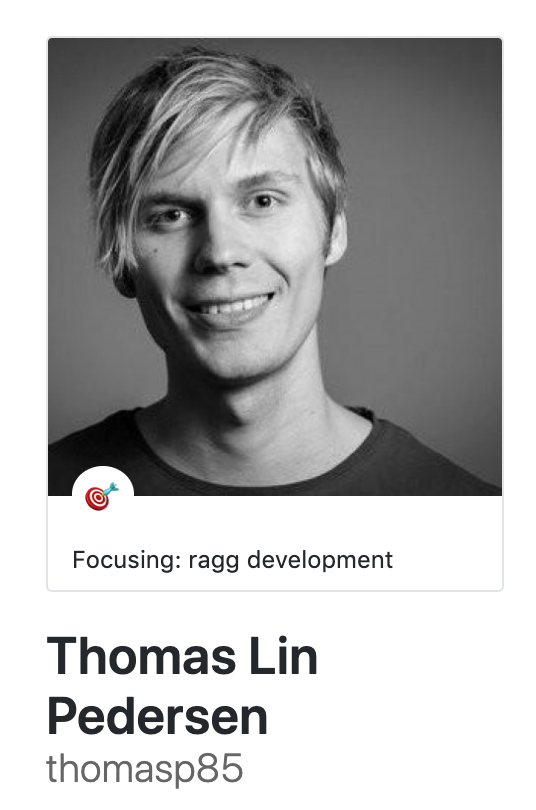 Focusing: ragg development
Thomas Lin
Pedersen
thomasp85